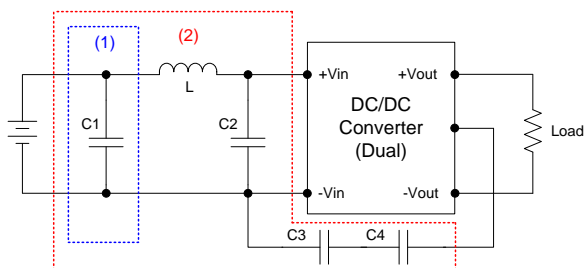 (1)
(2)
L
C1
C2
+Vin
+Vout
DC/DC
Converter
(Dual)
Load
-Vin
-Vout
C3
C4